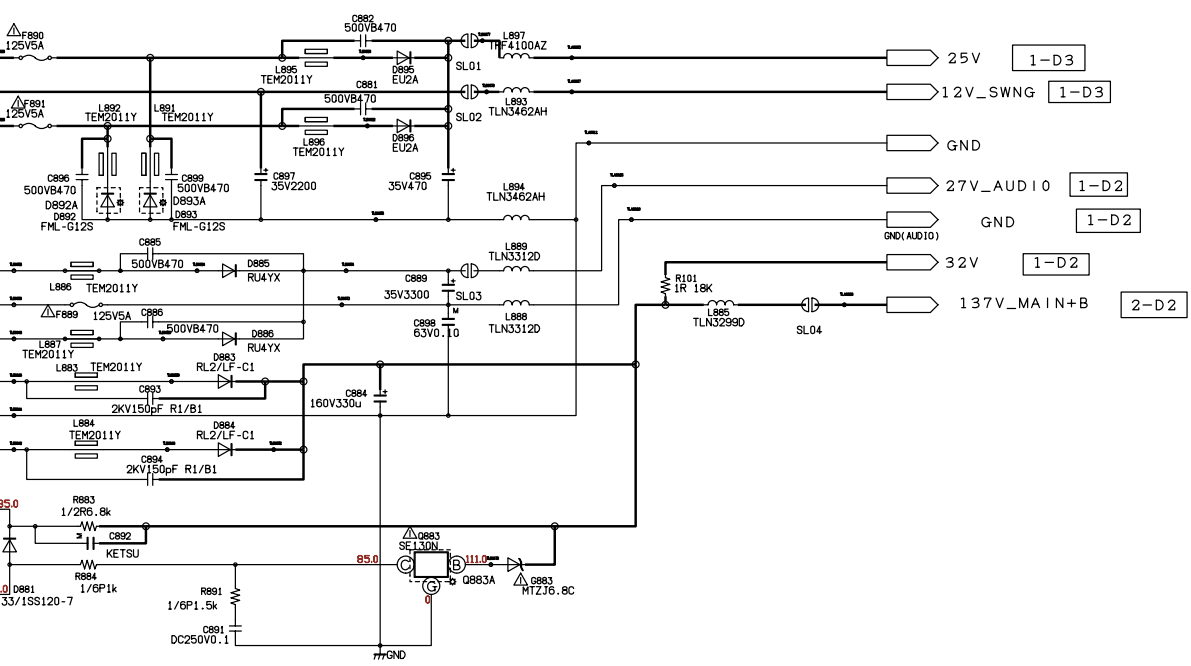 C882
500VB470
F890
125V5A
L897
TRF4100AZ
L895
TEM2011Y
D895
EU2A
SL01
25V
1-D3
C881
500VB470
F891
125V5A
L892
TEM2011Y
L891
TEM2011Y
L893
TLN3462AH
SL02
12V_SWNG
1-D3
L896
TEM2011Y
D896
EU2A
GND
C896
500VB470
D892A
D892
FML-G12S
C899
500VB470
D893A
D893
FML-G12S
C897
35V2200
C895
35V470
L894
TLN3462AH
27V_AUDIO
1-D2
GND
1-D2
GND(AUDIO)
C885
500VB470
L886
TEM2011Y
D885
RU4YX
L889
TLN3312D
C889
35V3300
SL03
R101
1R 18K
32V
1-D2
F889
125V5A
C886
500VB470
L888
TLN3312D
M
C898
63V0.10
L885
TLN3299D
SL04
137V_MAIN+B
2-D2
L887
TEM2011Y
D886
RU4YX
L883
TEM2011Y
D883
RL2/LF-C1
C893
2KV150pF R1/B1
C884
160V330u
L884
TEM2011Y
D884
RL2/LF-C1
C894
2KV150pF R1/B1
85.0
R883
1/2R6.8k
M
C892
KETSU
R884
1/6P1k
D881
33/1SS120-7
R891
1/6P1.5k
C891
DC250V0.1
85.0
Q883
SE130N
C
B
G
111.0
0
Q883A
G883
MTZJ6.8C
GND